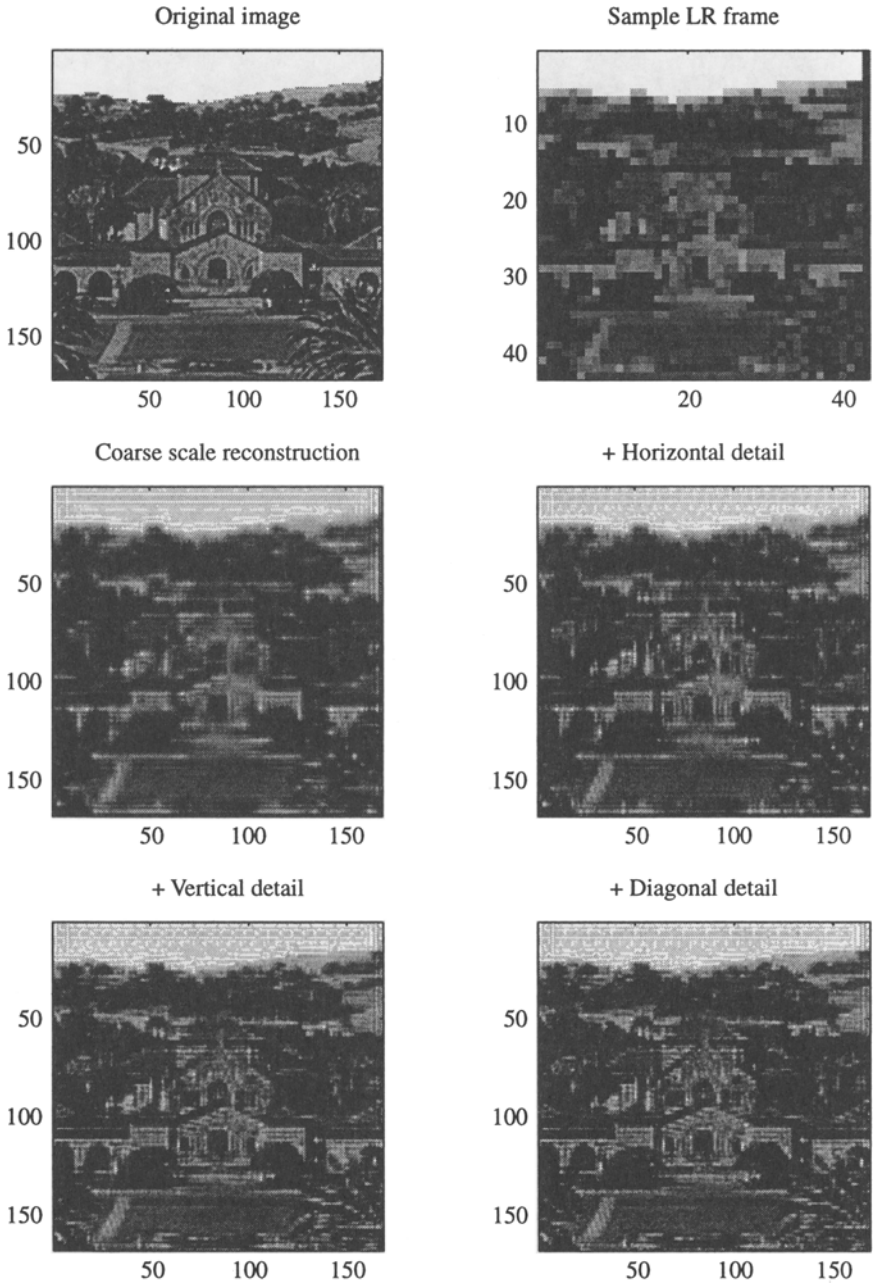 Original image
Sample LR frame
50
100
150
50 100 150
10
20
30
40
20 40
Coarse scale reconstruction
+ Horizontal detail
50
100
150
50 100 150
50
100
150
50 100 150
+ Vertical detail
+ Diagonal detail
50
100
150
50 100 150
50
100
150
50 100 150